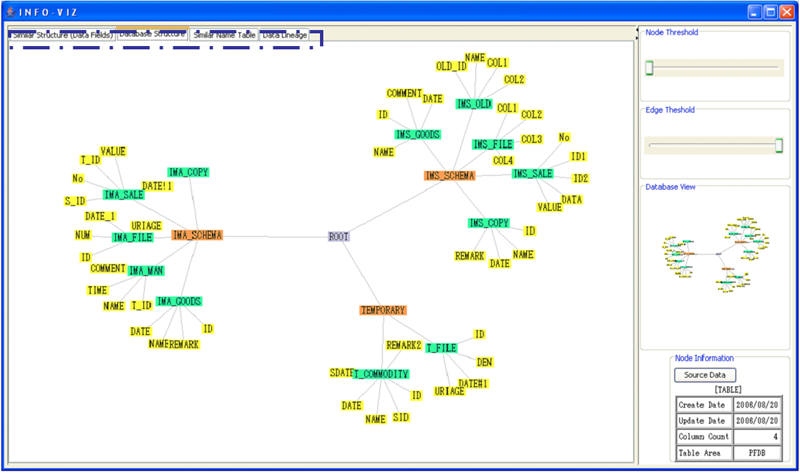 INFO-VIZ
Similar Structure (Data Fields) Database Structure Similar Name Table Data Lineage
Node Threshold
Edge Theshold
Database View
Node Information
Source Data
[TABLE]
Create Date 2006/08/20
Update Date 2006/08/20
Column Count 4
Table Area PFDB
ROOT
IMA_SCHEMA
IMA_COPY
IMA_SALE
VALUE
T_ID
No
S_ID
DATE!1
IMA_FILE
DATE_1
URIAGE
NUM
ID
IMA_MAN
COMMENT
TIME
NAME
T_ID
IMA_GOODS
DATE
NAME
REMARK
ID
IMS_SCHEMA
IMS_OLD
OLD_ID
NAME
COL1
COL2
IMS_GOODS
COMMENT
DATE
ID
NAME
IMS_FILE
COL1
COL2
COL3
COL4
IMS_SALE
No
ID1
ID2
DATA
VALUE
IMS_COPY
ID
NAME
DATE
REMARK
TEMPORARY
T_FILE
ID
DEN
DATE#1
URIAGE
T_COMMODITY
REMARK2
SDATE
DATE
NAME
SID
ID